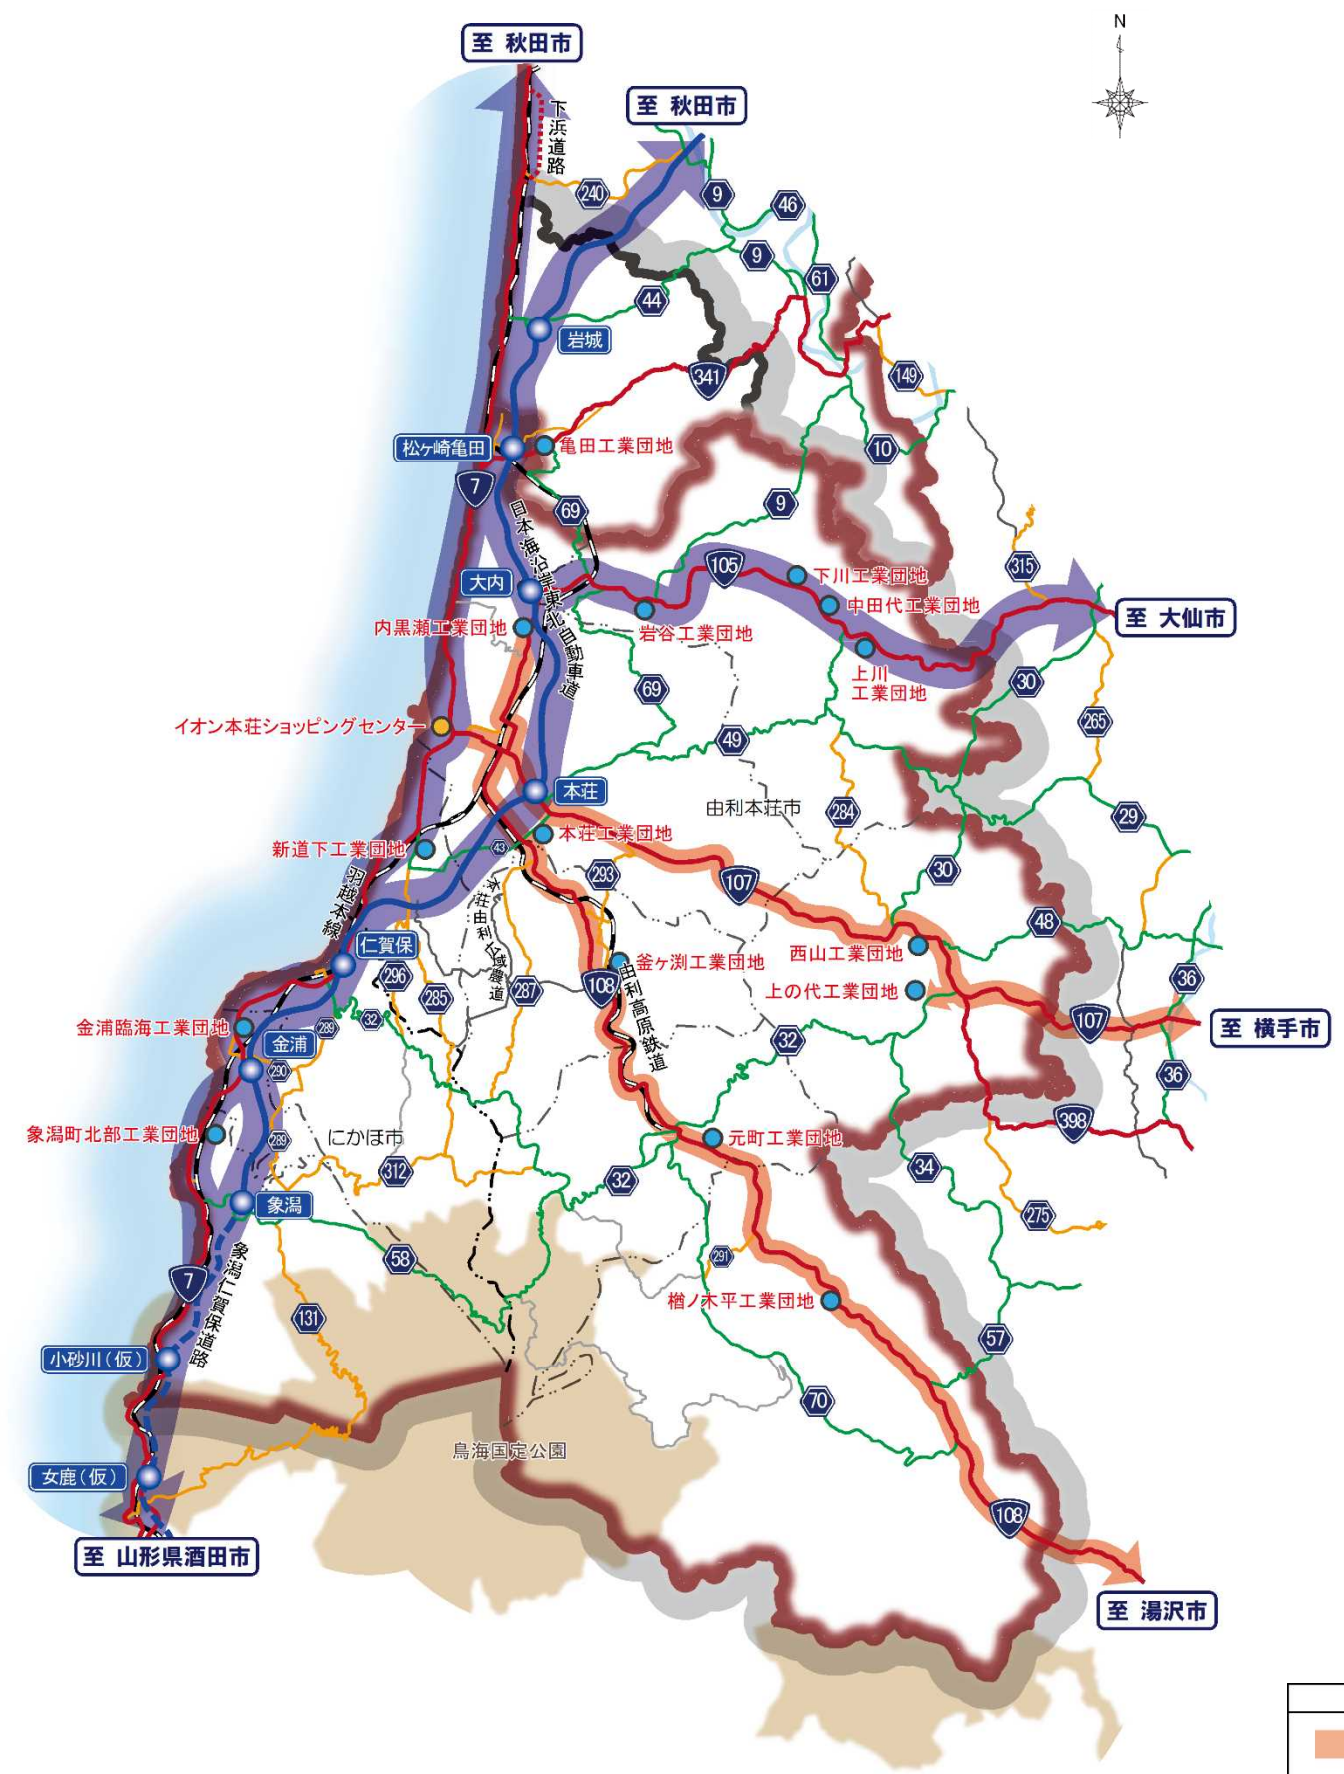 N
至 秋田市
至 秋田市
下浜道路
240
9
46
9
61
44
岩城
341
149
松ヶ崎亀田
亀田工業団地
10
7
69
9
日本海沿岸東北自動車道
105
下川工業団地
315
大内
中田代工業団地
至 大仙市
内黒瀬工業団地
岩谷工業団地
上川
工業団地
69
30
265
イオン本荘ショッピングセンター
49
本荘
由利本荘市
284
29
新道下工業団地
43
本荘工業団地
293
107
30
羽越本線
本荘由利広域農道
48
仁賀保
296
285
287
108
釜ヶ渕工業団地
由利高原鉄道
西山工業団地
上の代工業団地
36
金浦臨海工業団地
289
32
107
至 横手市
金浦
290
32
36
象潟町北部工業団地
289
にかほ市
元町工業団地
398
312
32
34
象潟
275
58
291
7
象潟仁賀保道路
131
楢ノ木平工業団地
57
小砂川(仮)
70
鳥海国定公園
女鹿(仮)
108
至 山形県酒田市
至 湯沢市